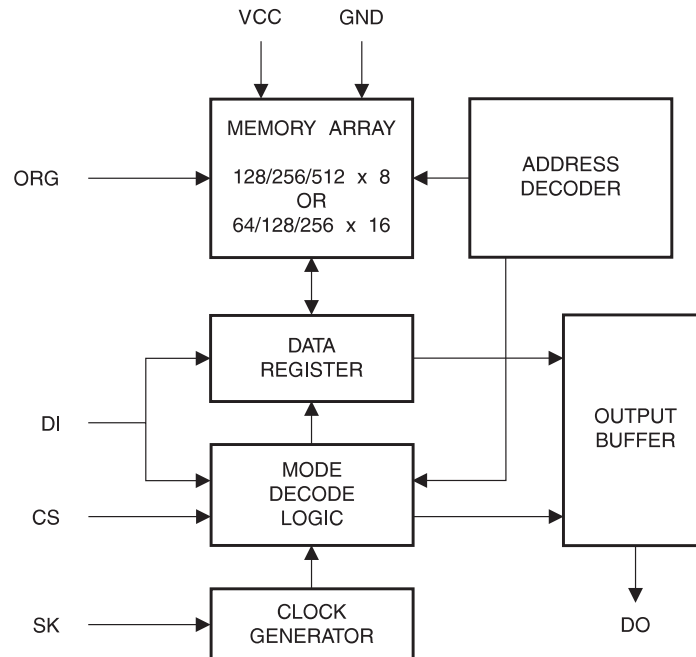 VCC
GND
MEMORY ARRAY
128/256/512 x 8
OR
64/128/256 x 16
ADDRESS
DECODER
ORG
DATA
REGISTER
DI
OUTPUT
BUFFER
MODE
DECODE
LOGIC
CS
CLOCK
GENERATOR
SK
DO